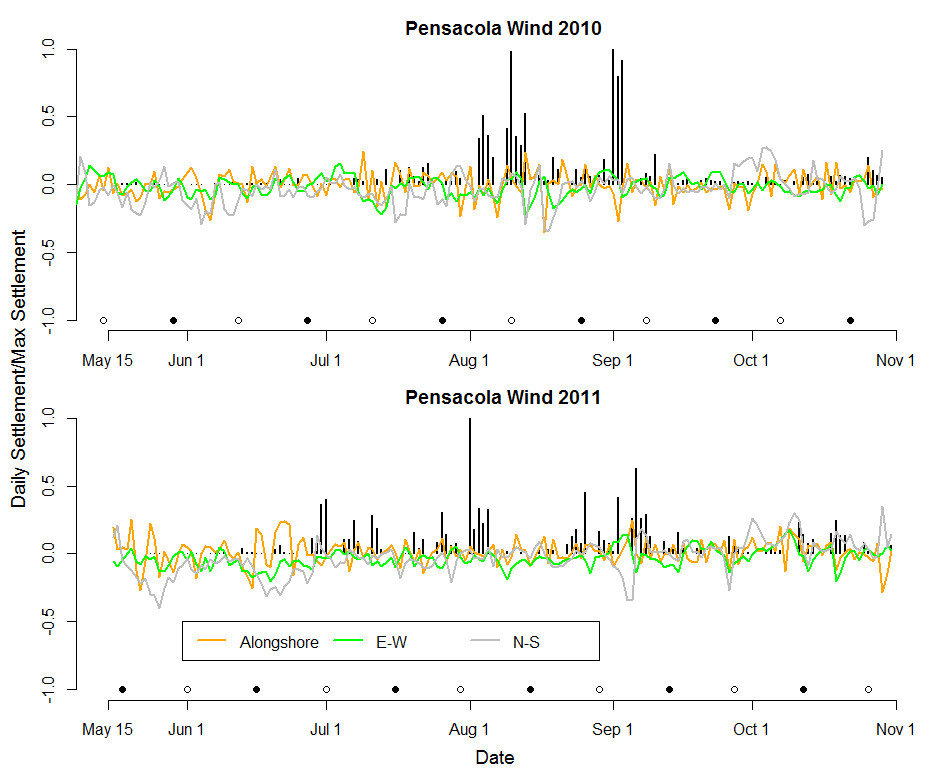 Pensacola Wind 2010
1.0
0.5
0.0
-0.5
-1.0
May 15 Jun 1 Jul 1 Aug 1 Sep 1 Oct 1 Nov 1
Daily Settlement/Max Settlement
Pensacola Wind 2011
1.0
0.5
0.0
-0.5
-1.0
Alongshore E-W N-S
May 15 Jun 1 Jul 1 Aug 1 Sep 1 Oct 1 Nov 1
Date